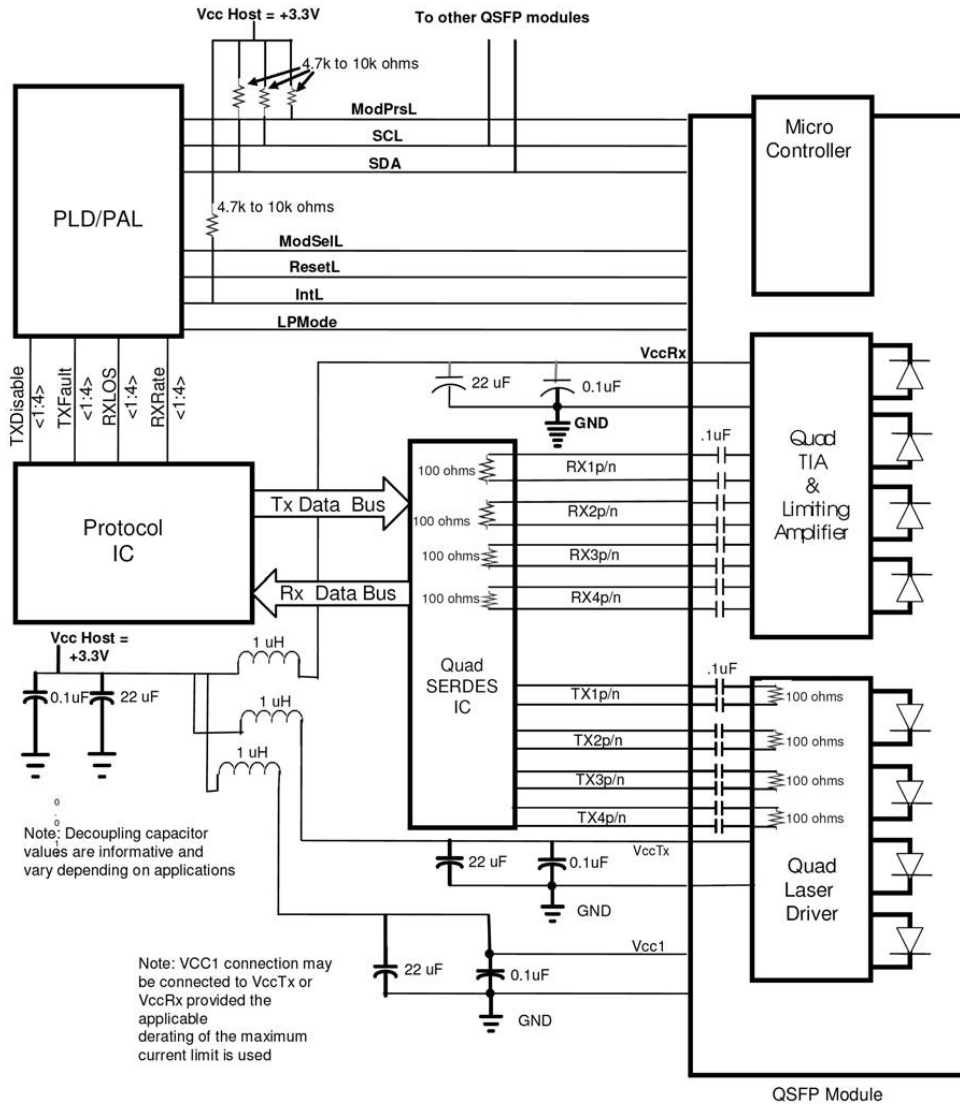 Vcc Host = +3.3V
To other QSFP modules
4.7k to 10k ohms
ModPrsL
SCL
SDA
PLD/PAL
4.7k to 10k ohms
ModSelL
ResetL
IntL
LPMode
Micro
Controller
TXDisable
<1:4>
TXFault
<1:4>
RXLOS
<1:4>
RXRate
<1:4>
VccRx
22 uF
0.1uF
GND
Protocol
IC
Tx Data Bus
Rx Data Bus
100 ohms
100 ohms
100 ohms
100 ohms
Quad
SERDES
IC
RX1p/n
RX2p/n
RX3p/n
RX4p/n
.1uF
Quad
TIA
&
Limiting
Amplifier
Vcc Host =
+3.3V
0.1uF
22 uF
1 uH
1 uH
1 uH
TX1p/n
TX2p/n
TX3p/n
TX4p/n
.1uF
100 ohms
100 ohms
100 ohms
100 ohms
Quad
Laser
Driver
Note: Decoupling capacitor
values are informative and
vary depending on applications
VccTx
22 uF
0.1uF
GND
Vcc1
22 uF
0.1uF
GND
Note: VCC1 connection may
be connected to VccTx or
VccRx provided the
applicable
derating of the maximum
current limit is used
QSFP Module